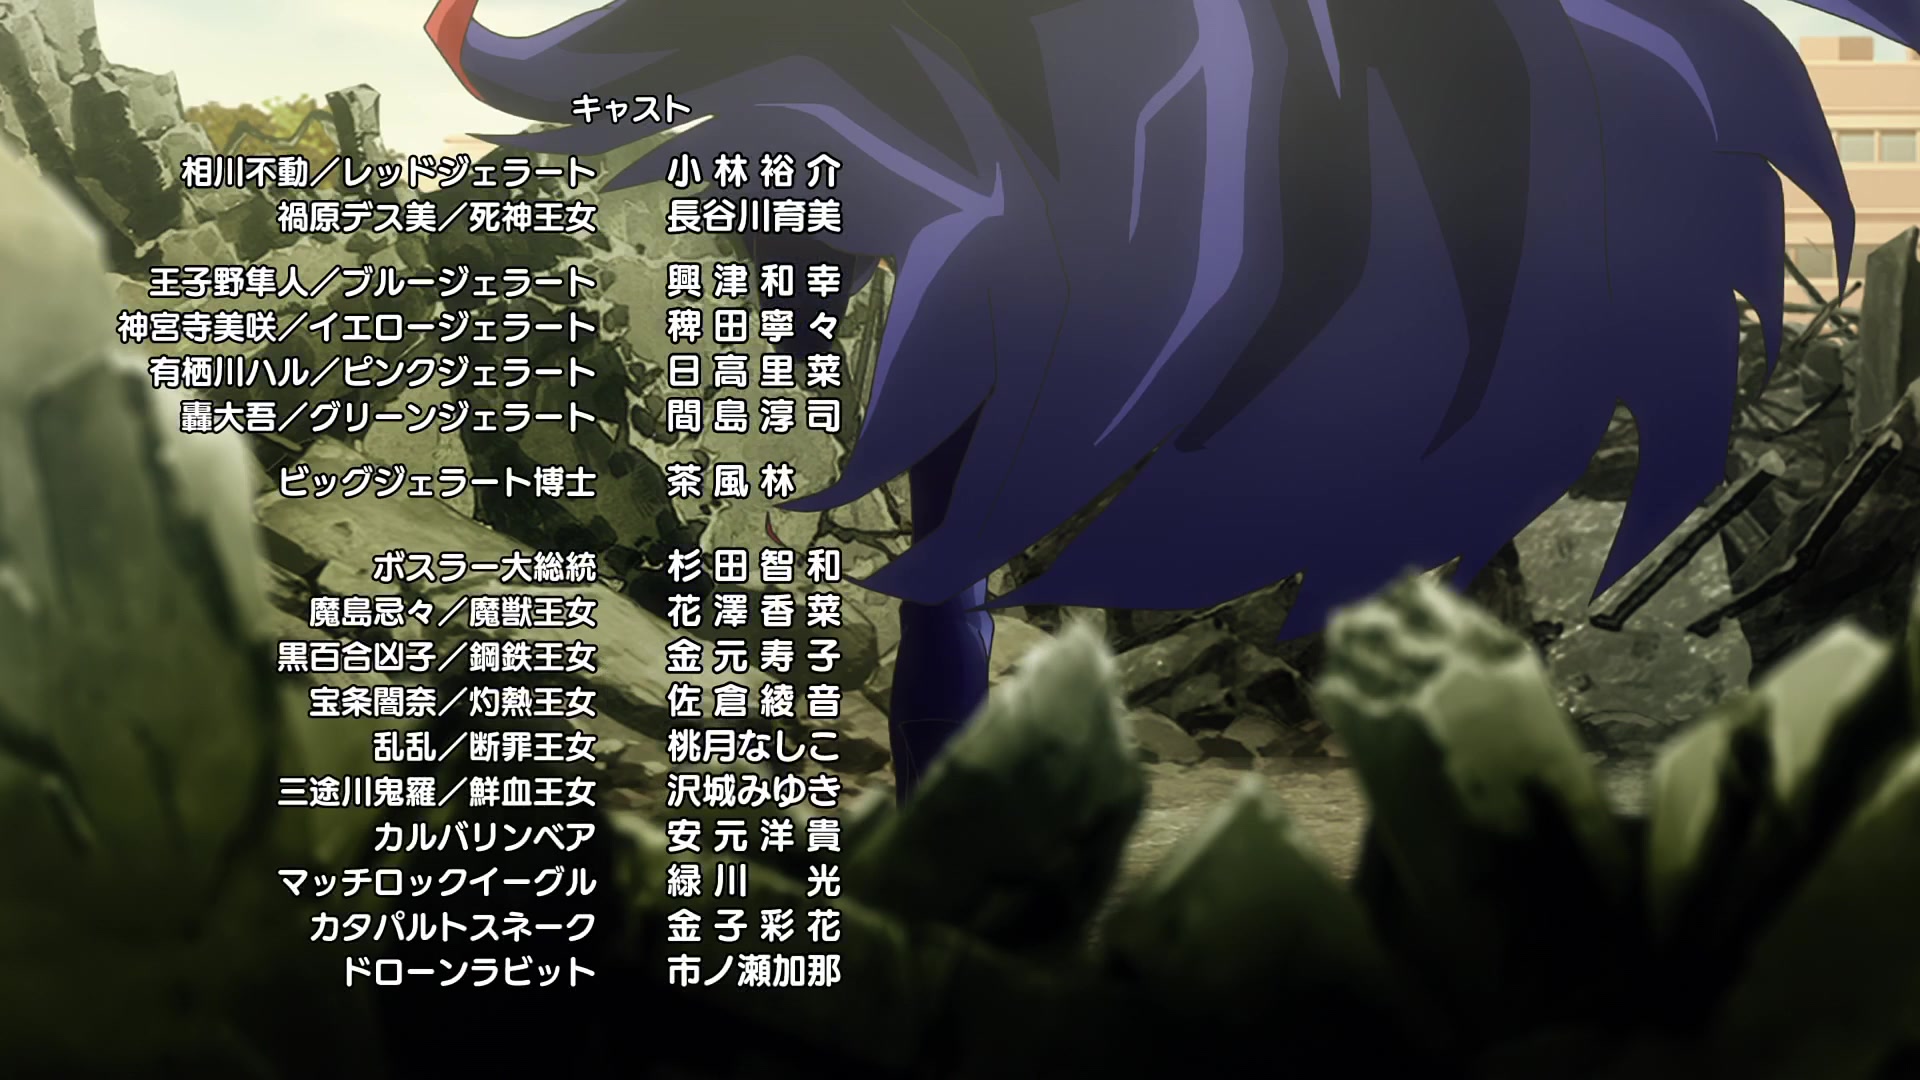 キャスト
相川不動／レッドジェラート 小林裕介
禍原デス美／死神王女 長谷川育美
王子野隼人／ブルージェラート 興津和幸
神宮寺美咲／イエロージェラート 稗田寧々
有栖川ハル／ピンクジェラート 日高里菜
轟大吾／グリーンジェラート 間島淳司
ビッグジェラート博士 茶風林
ボスラー大総統 杉田智和
魔島忌々／魔獣王女 花澤香菜
黒百合凶子／鋼鉄王女 金元寿子
宝条闇奈／灼熱王女 佐倉綾音
乱乱／断罪王女 桃月なしこ
三途川鬼羅／鮮血王女 沢城みゆき
カルバリンベア 安元洋貴
マッチロックイーグル 緑川 光
カタパルトスネーク 金子彩花
ドローンラビット 市ノ瀬加那